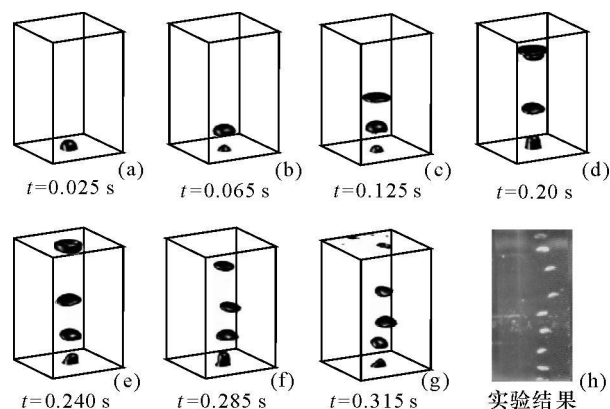 (a) (b) (c) (d)
t=0.025 s t=0.065 s t=0.125 s t=0.20 s
(e) (f) (g) (h)
t=0.240 s t=0.285 s t=0.315 s 实验结果